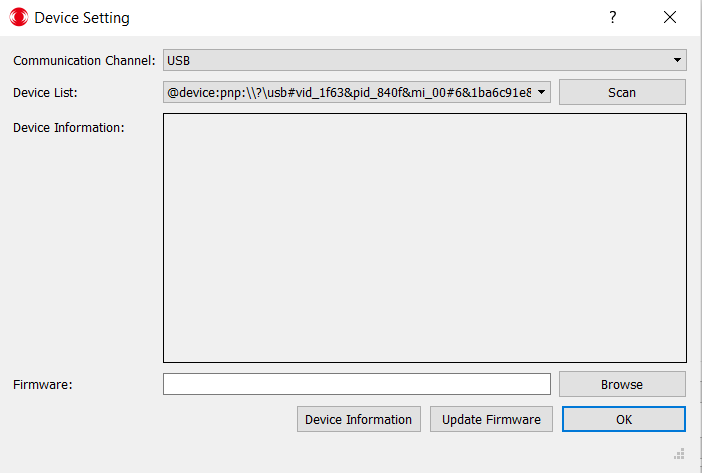 Device Setting
?
Communication Channel: USB
Device List: @device:pnp:\\?\usb#vid_1f63&pid_840f&mi_00#6&1ba6c91e8 Scan
Device Information:
Firmware: Browse
Device Information Update Firmware OK